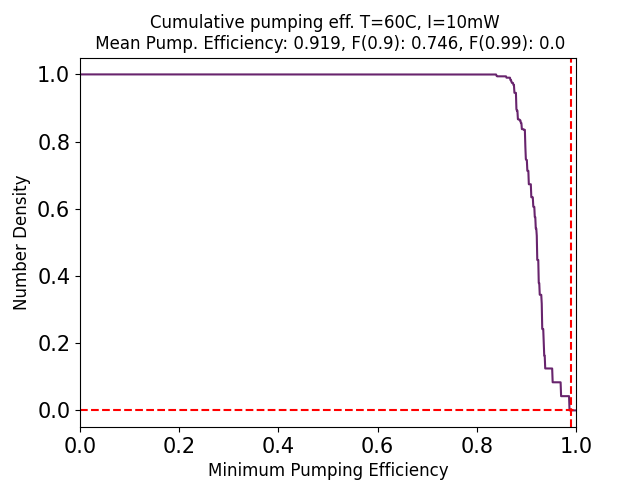 Cumulative pumping eff. T=60C, I=10mW
Mean Pump. Efficiency: 0.919, F(0.9): 0.746, F(0.99): 0.0
1.0
0.8
0.6
0.4
0.2
0.0
Number Density
0.0 0.2 0.4 0.6 0.8 1.0
Minimum Pumping Efficiency